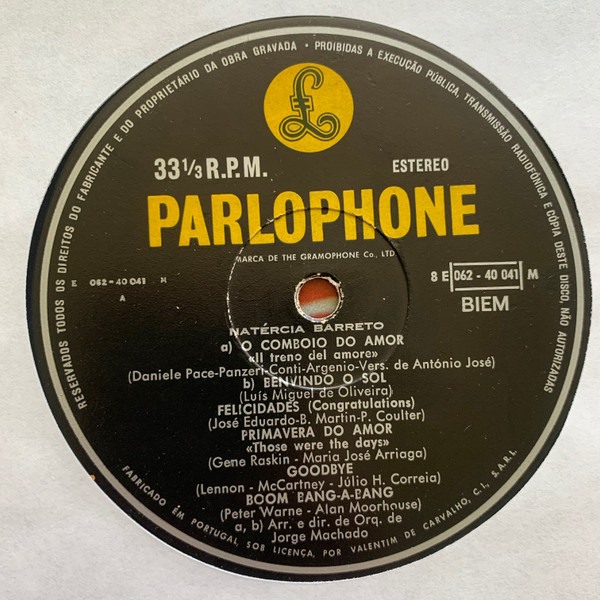 RESERVADOS TODOS OS DIREITOS DO FABRICANTE E DO PROPRIETÁRIO DA OBRA GRAVADA • PROIBIDAS A EXECUÇÃO PÚBLICA, TRANSMISSÃO RADIOFÓNICA E CÓPIA DESTE DISCO, NÃO AUTORIZADAS
£
33 1/3 R.P.M. ESTEREO
PARLOPHONE
MARCA DE THE GRAMOPHONE Co., LTD
E 062-40 041 M
A
8 E 062 - 40 041 M
BIEM
NATÉRCIA BARRETO
a) O COMBOIO DO AMOR
«Il treno del amore»
(Daniele Pace-Panzeri-Conti-Argenio-Vers. de António José)
b) BENVINDO O SOL
(Luís Miguel de Oliveira)
FELICIDADES (Congratulations)
(José Eduardo-B. Martin-P. Coulter)
PRIMAVERA DO AMOR
«Those were the days»
(Gene Raskin - Maria José Arriaga)
GOODBYE
(Lennon - McCartney - Júlio H. Correia)
BOOM BANG-A-BANG
(Peter Warne - Alan Moorhouse)
a, b) Arr. e dir. de Orq. de
Jorge Machado
FABRICADO EM PORTUGAL, SOB LICENÇA, POR VALENTIM DE CARVALHO, C.I., S.A.R.L.